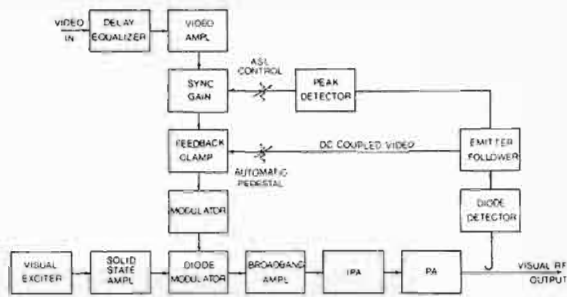 VIDEO
IN
DELAY
EQUALIZER
VIDEO
AMPL
ASL
CONTROL
SYNC
GAIN
PEAK
DETECTOR
FEEDBACK
CLAMP
DC COUPLED VIDEO
EMITTER
FOLLOWER
AUTOMATIC
PEDESTAL
MODULATOR
DIODE
DETECTOR
VISUAL
EXCITER
SOLID
STATE
AMPL
DIODE
MODULATOR
BROADBAND
AMPL
IPA
PA
VISUAL RF
OUTPUT